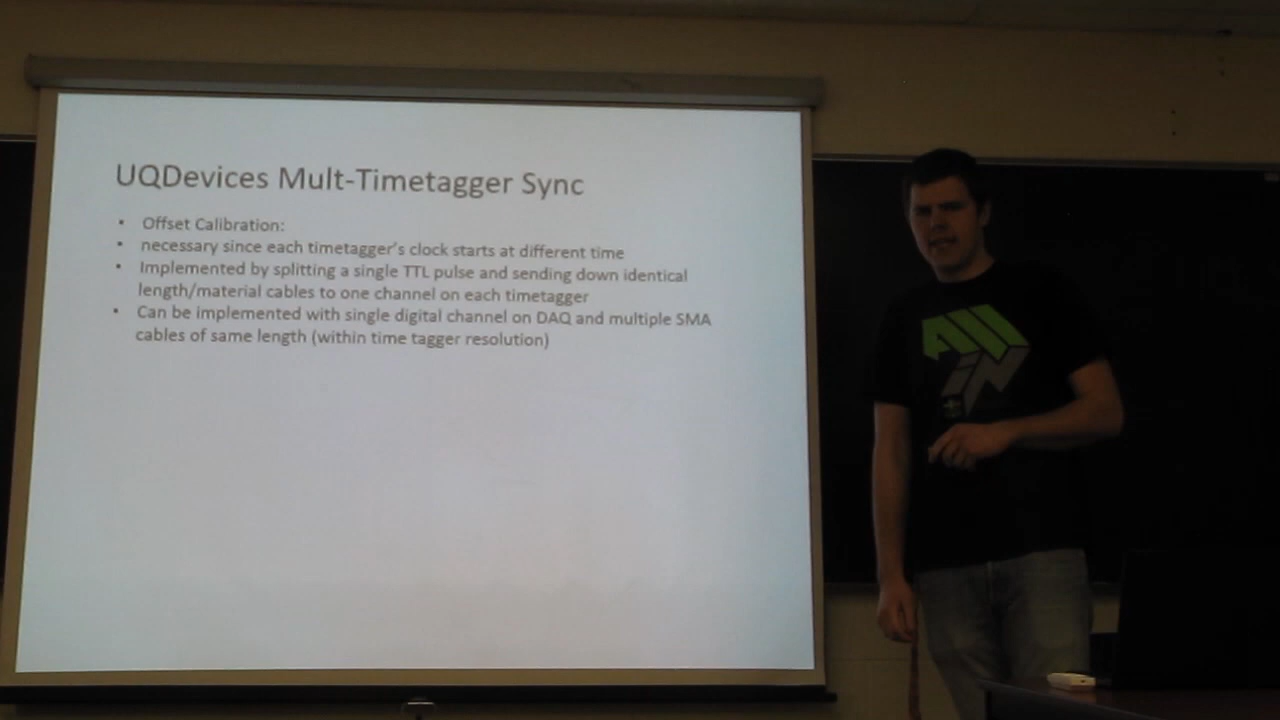 UQDevices Mult-Timetagger Sync
• Offset Calibration:
• necessary since each timetagger's clock starts at different time
• Implemented by splitting a single TTL pulse and sending down identical
length/material cables to one channel on each timetagger
• Can be implemented with single digital channel on DAQ and multiple SMA
cables of same length (within time tagger resolution)
ALL
IN